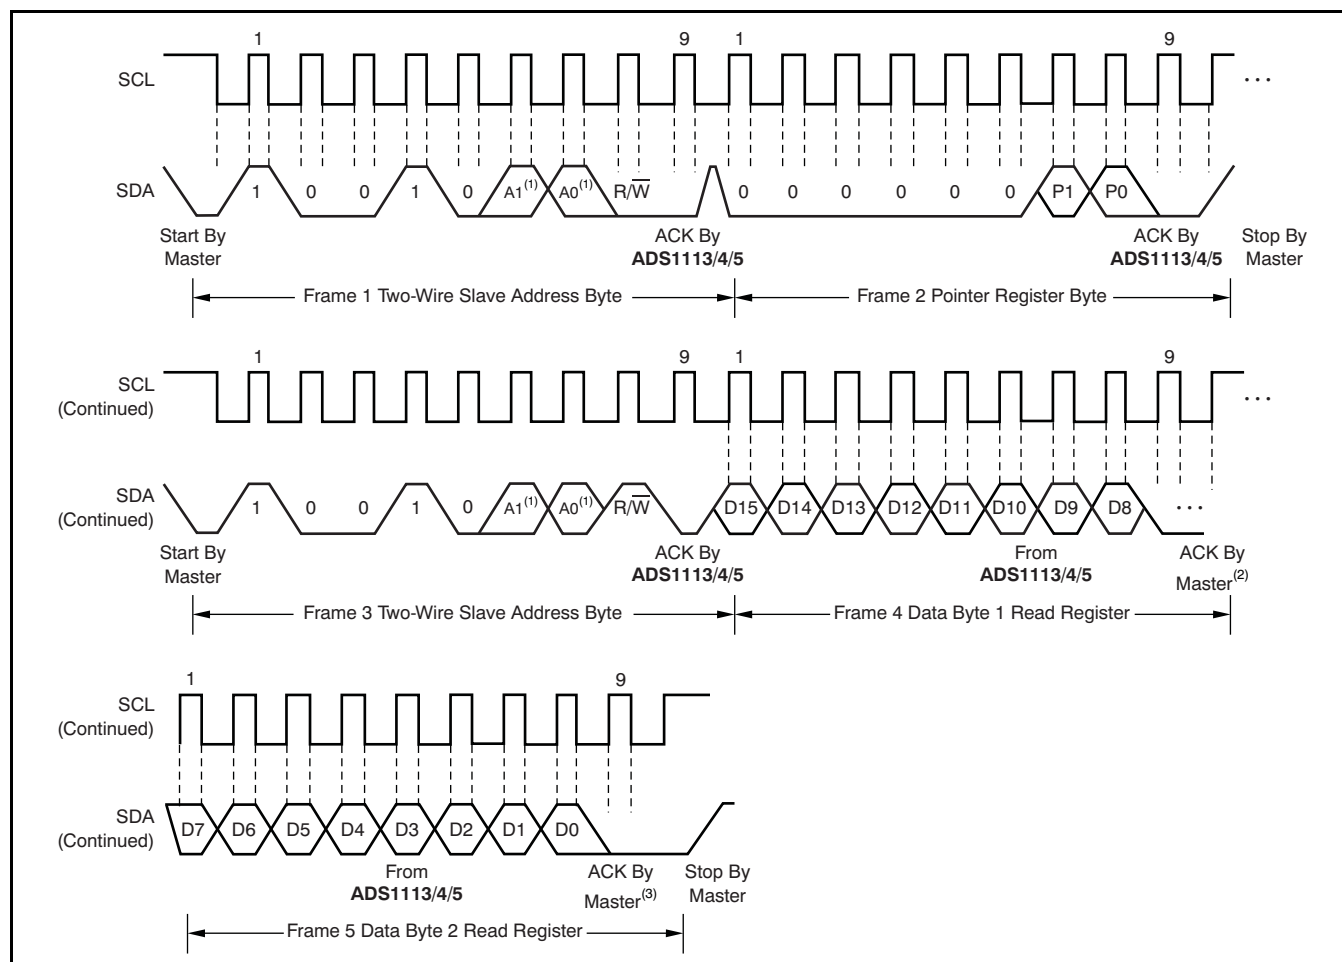 1 9 1 9
SCL ...
SDA 1 0 0 1 0 A1(1) A0(1) R/W̅ 0 0 0 0 0 0 P1 P0
Start By Master
ACK By ADS1113/4/5
ACK By ADS1113/4/5
Stop By Master
Frame 1 Two-Wire Slave Address Byte
Frame 2 Pointer Register Byte
1 9 1 9
SCL (Continued) ...
SDA (Continued) 1 0 0 1 0 A1(1) A0(1) R/W̅ D15 D14 D13 D12 D11 D10 D9 D8 ...
Start By Master
ACK By ADS1113/4/5
From ADS1113/4/5
ACK By Master(2)
Frame 3 Two-Wire Slave Address Byte
Frame 4 Data Byte 1 Read Register
1 9
SCL (Continued)
SDA (Continued) D7 D6 D5 D4 D3 D2 D1 D0
From ADS1113/4/5
ACK By Master(3)
Stop By Master
Frame 5 Data Byte 2 Read Register